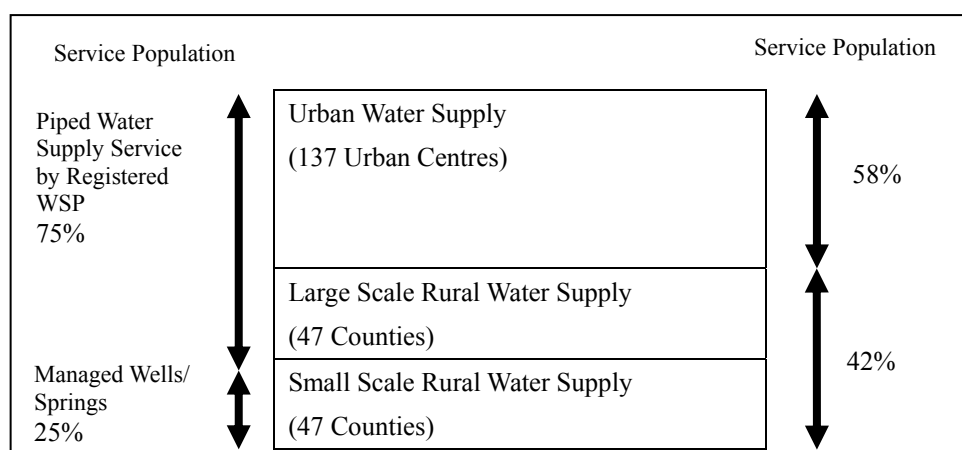 Service Population
Piped Water
Supply Service
by Registered
WSP
75%
Managed Wells/
Springs
25%
Urban Water Supply
(137 Urban Centres)
Large Scale Rural Water Supply
(47 Counties)
Small Scale Rural Water Supply
(47 Counties)
Service Population
58%
42%